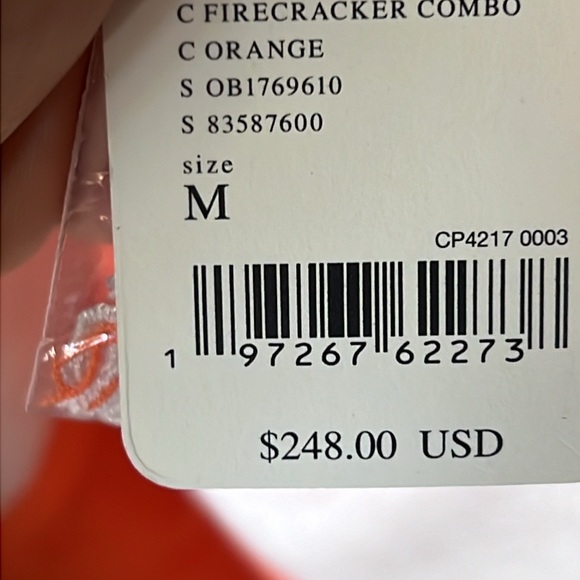 C FIRECRACKER COMBO
C ORANGE
S OB1769610
S 83587600
size
M
CP4217 0003
1 97267 62273
$248.00 USD